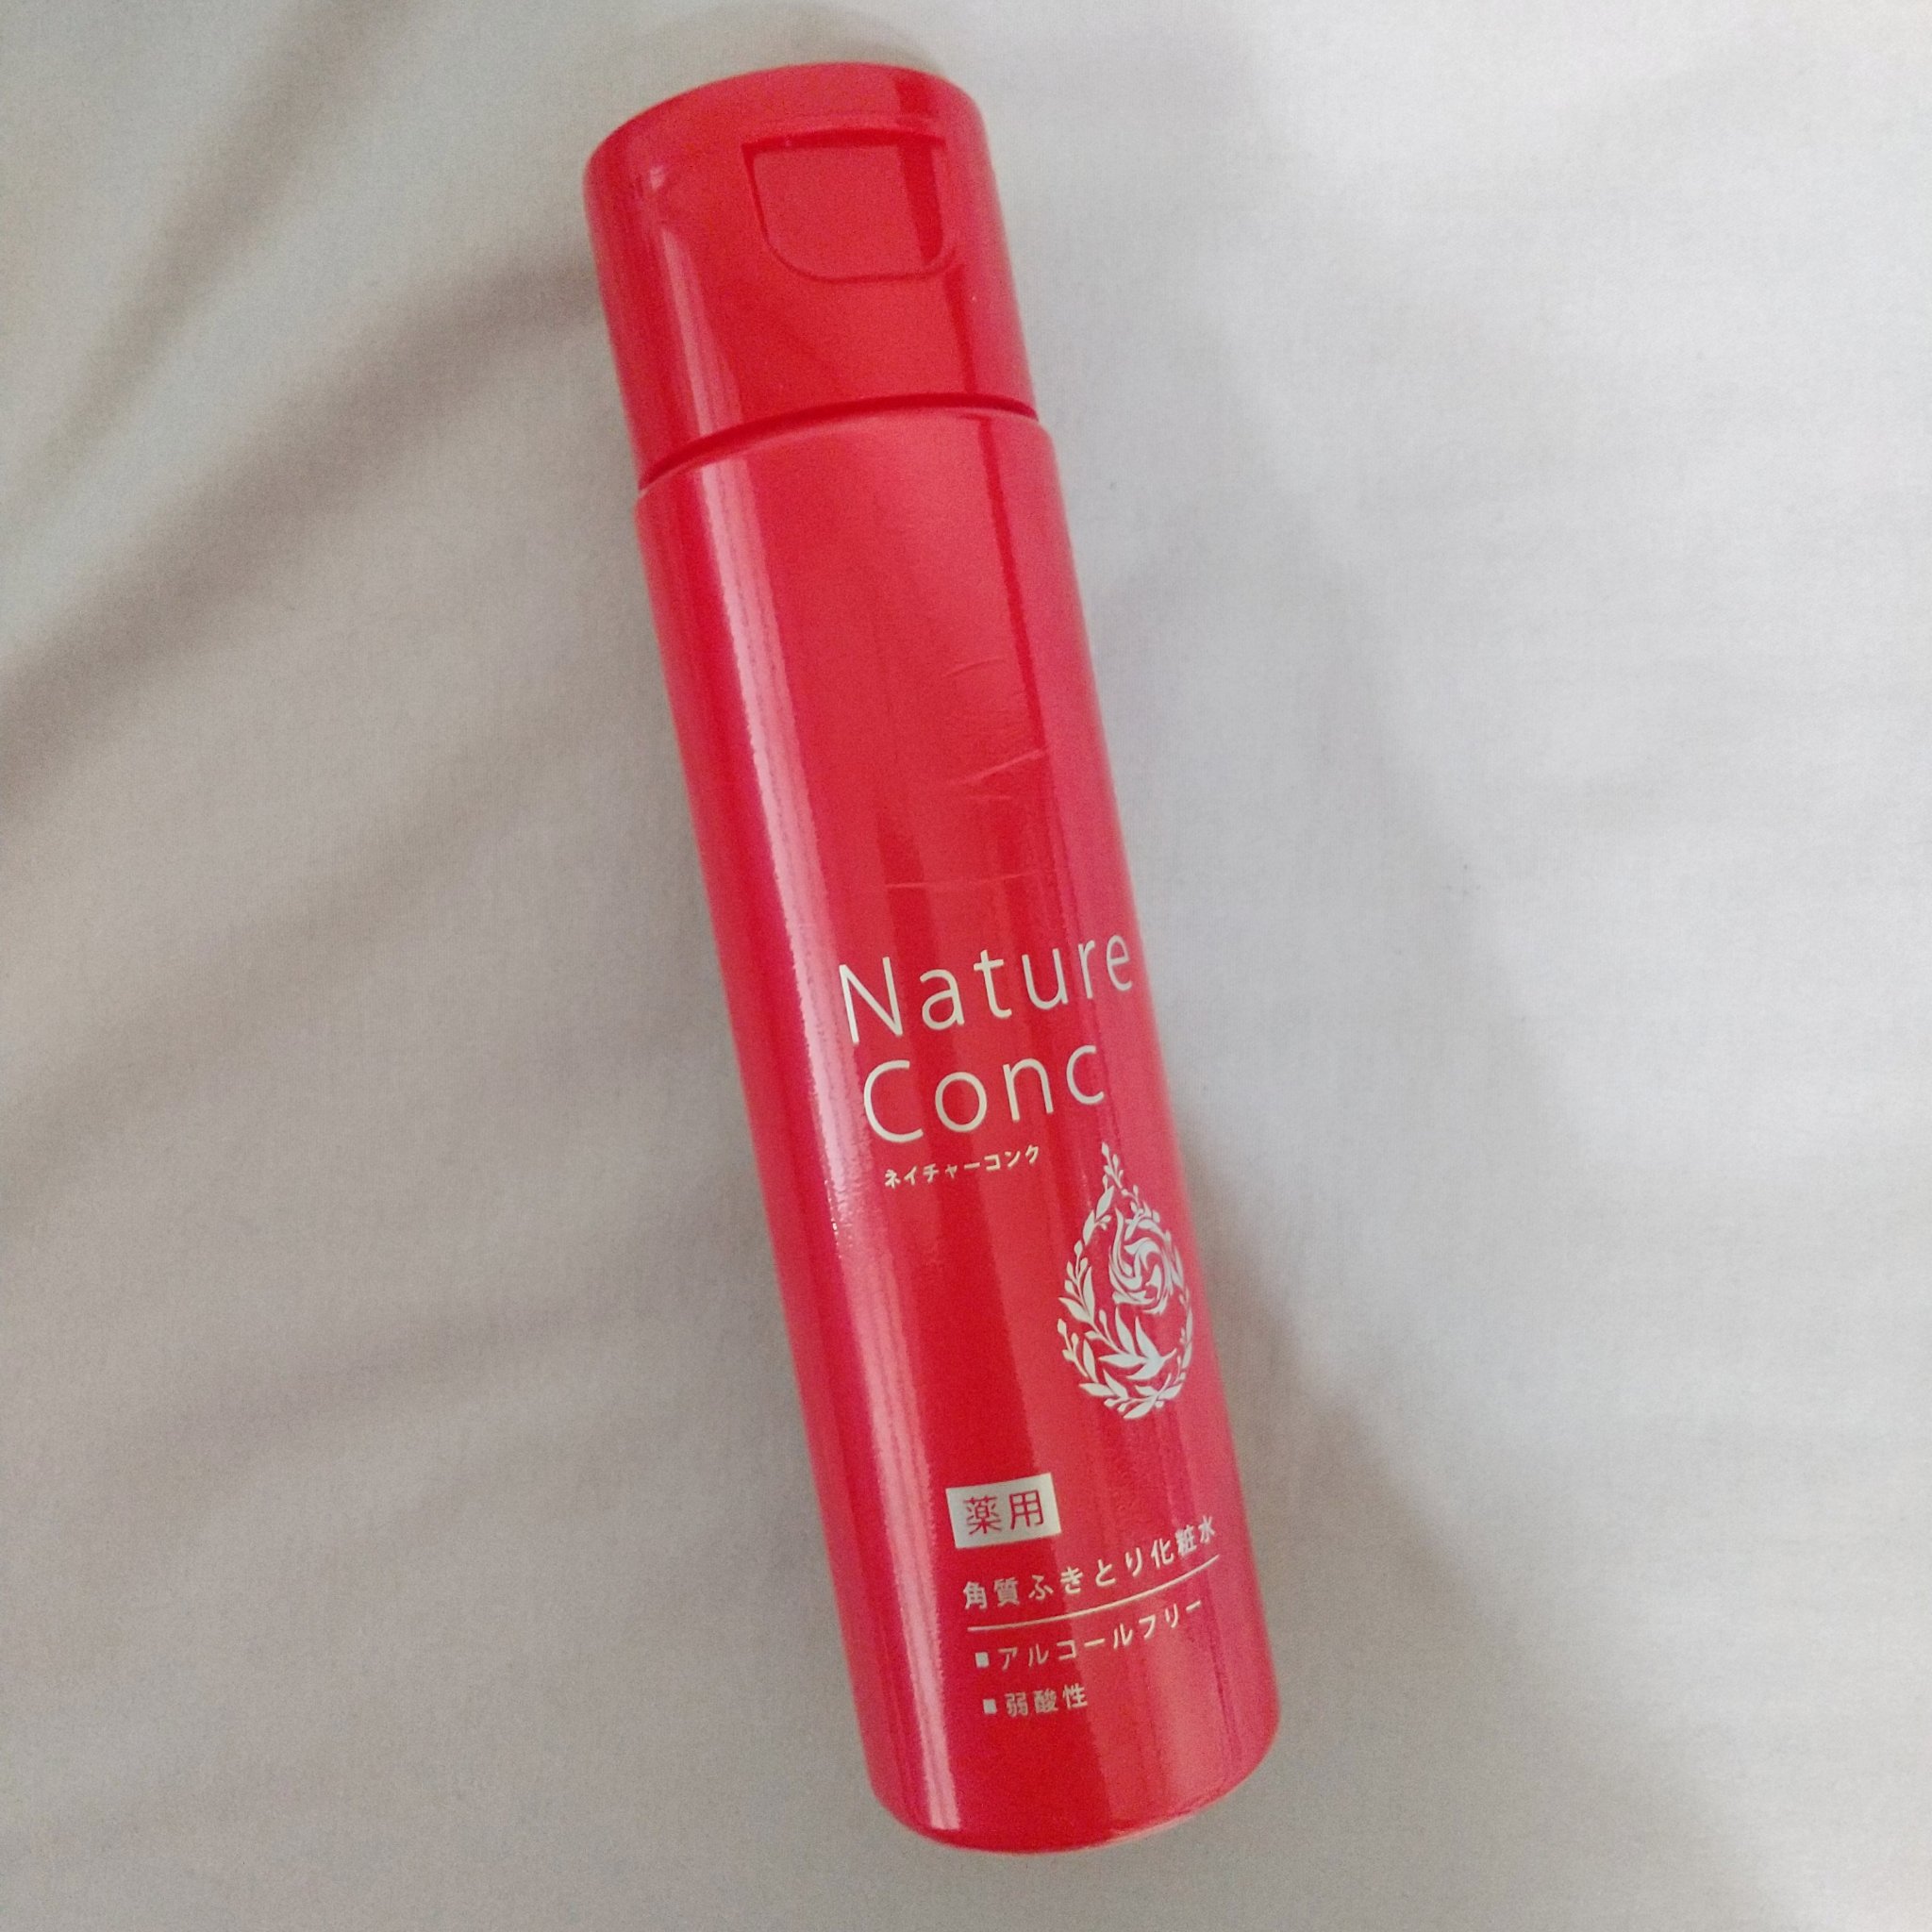 Nature
Conc
ネイチャーコンク
薬用
角質ふきとり化粧水
■アルコールフリー
■弱酸性